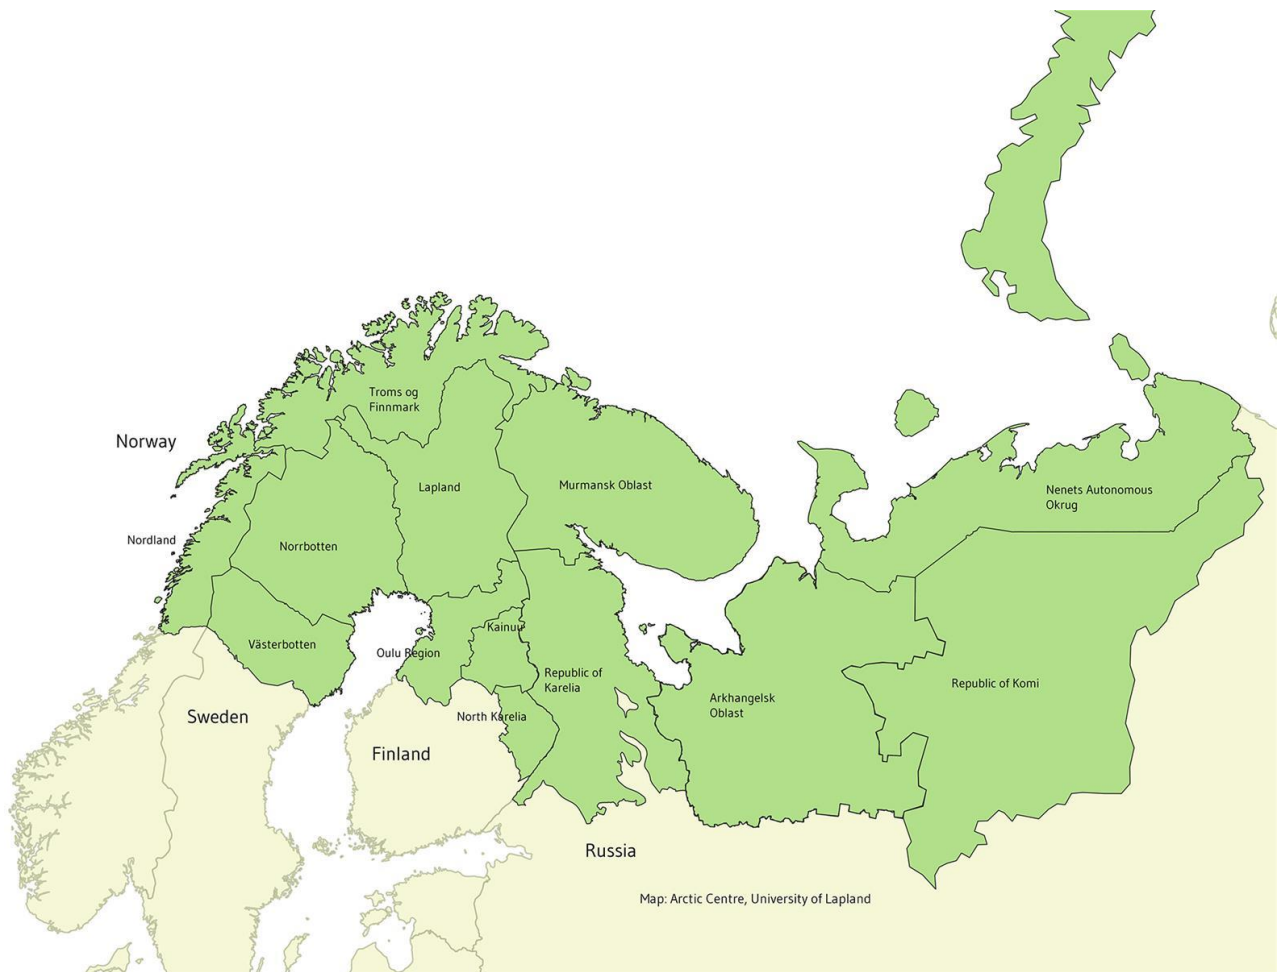 Troms og
Finnmark
Norway
Lapland
Murmansk Oblast
Nenets Autonomous
Okrug
Nordland
Norrbotten
Kainuu
Västerbotten
Oulu Region
Republic of
Karelia
Republic of Komi
Arkhangelsk
Oblast
Sweden
North Karelia
Finland
Russia
Map: Arctic Centre, University of Lapland